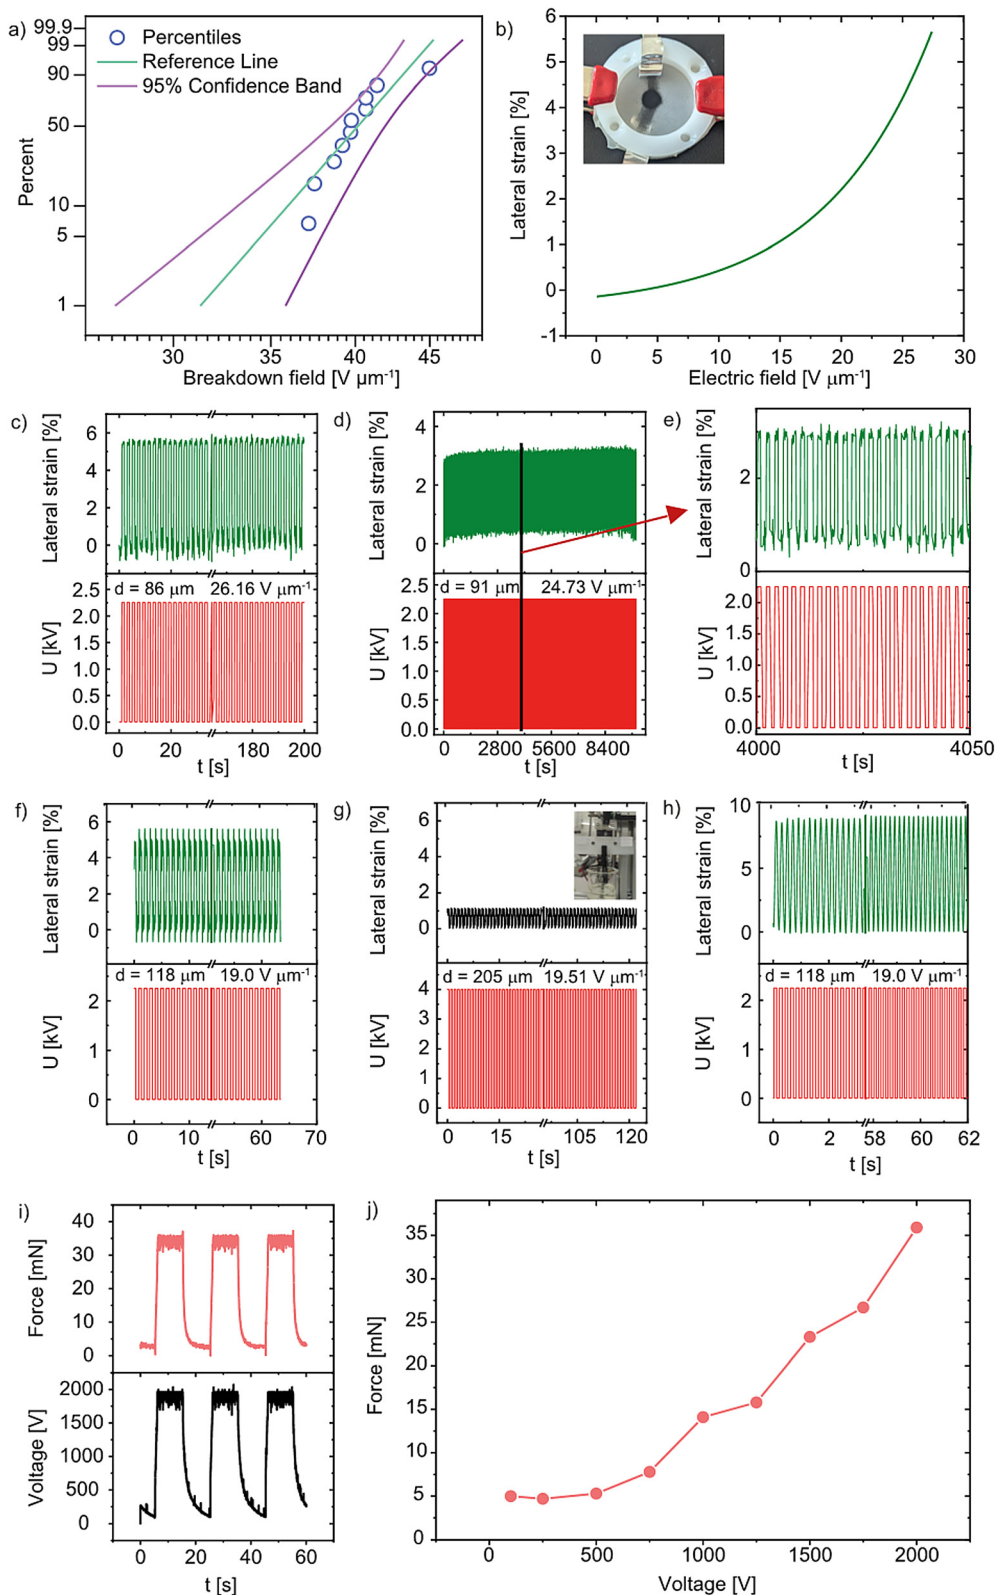 a)
Percentiles
Reference Line
95% Confidence Band
Percent
99.9
99
90
50
10
5
1
30
35
40
45
Breakdown field [V µm⁻¹]
b)
Lateral strain [%]
6
5
4
3
2
1
0
-1
0 5 10 15 20 25 30
Electric field [V µm⁻¹]
c)
Lateral strain [%]
6
4
2
0
d = 86 µm 26.16 V µm⁻¹
U [kV]
2.5
2.0
1.5
1.0
0.5
0.0
0 20 200
t [s]
d)
Lateral strain [%]
4
2
0
d = 91 µm 24.73 V µm⁻¹
U [kV]
2.5
2.0
1.5
1.0
0.5
0.0
0 2800 5600 8400
t [s]
e)
Lateral strain [%]
2
0
U [kV]
2.0
1.5
1.0
0.5
0.0
4000 4050
t [s]
f)
Lateral strain [%]
6
4
2
0
d = 118 µm 19.0 V µm⁻¹
U [kV]
2
1
0
0 10 60 70
t [s]
g)
Lateral strain [%]
6
4
2
0
d = 205 µm 19.51 V µm⁻¹
U [kV]
4
3
2
1
0
0 15 105 120
t [s]
h)
Lateral strain [%]
10
5
0
d = 118 µm 19.0 V µm⁻¹
U [kV]
2
1
0
0 2 58 60 62
t [s]
i)
Force [mN]
40
30
20
10
0
Voltage [V]
2000
1500
1000
500
0
0 20 40 60
t [s]
j)
Force [mN]
35
30
25
20
15
10
5
0
0 500 1000 1500 2000
Voltage [V]